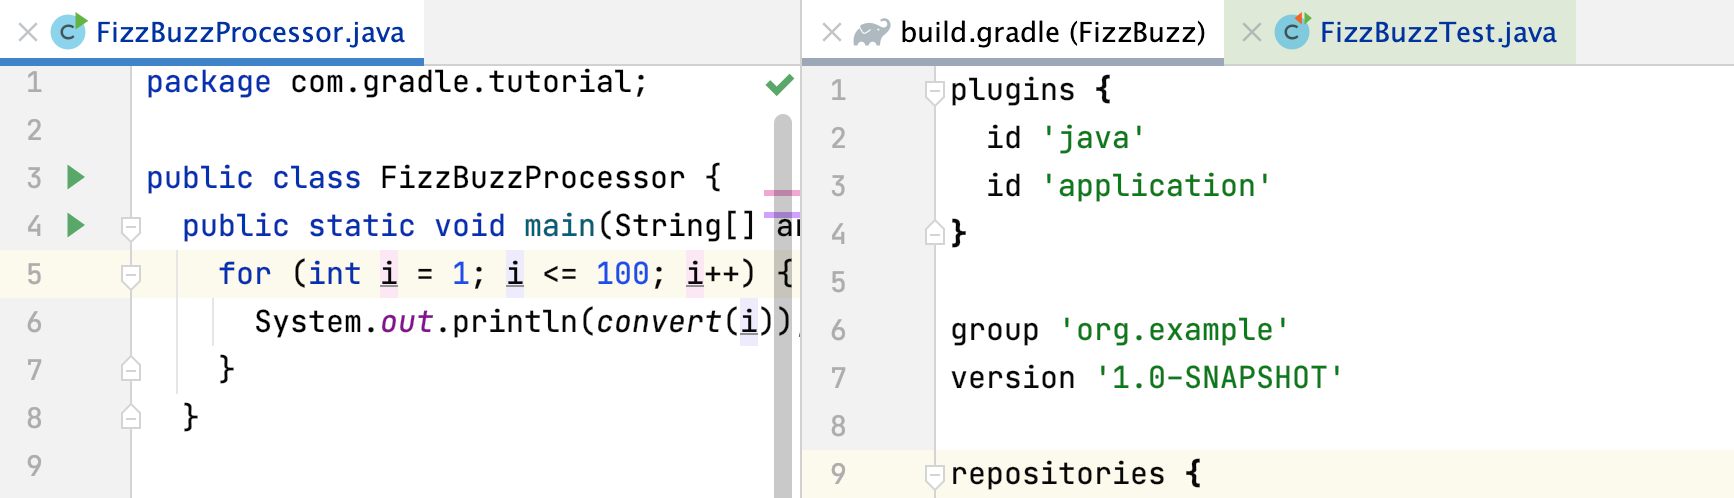 FizzBuzzProcessor.java
1 package com.gradle.tutorial;
2
3 public class FizzBuzzProcessor {
4 public static void main(String[]
5 for (int i = 1; i <= 100; i++) {
6 System.out.println(convert(i))
7 }
8 }
9
build.gradle (FizzBuzz) FizzBuzzTest.java
1 plugins {
2 id 'java'
3 id 'application'
4 }
5
6 group 'org.example'
7 version '1.0-SNAPSHOT'
8
9 repositories {